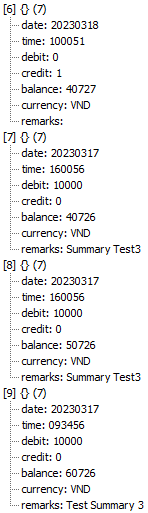 [6] {} (7)
date: 20230318
time: 100051
debit: 0
credit: 1
balance: 40727
currency: VND
remarks:
[7] {} (7)
date: 20230317
time: 160056
debit: 10000
credit: 0
balance: 40726
currency: VND
remarks: Summary Test3
[8] {} (7)
date: 20230317
time: 160056
debit: 10000
credit: 0
balance: 50726
currency: VND
remarks: Summary Test3
[9] {} (7)
date: 20230317
time: 093456
debit: 10000
credit: 0
balance: 60726
currency: VND
remarks: Test Summary 3